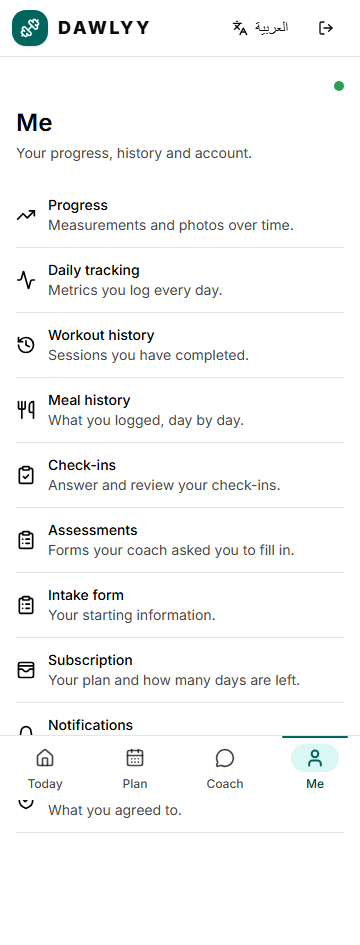 DAWLYY
العربية
Me
Your progress, history and account.
Progress
Measurements and photos over time.
Daily tracking
Metrics you log every day.
Workout history
Sessions you have completed.
Meal history
What you logged, day by day.
Check-ins
Answer and review your check-ins.
Assessments
Forms your coach asked you to fill in.
Intake form
Your starting information.
Subscription
Your plan and how many days are left.
Notifications
Today
Plan
Coach
Me
What you agreed to.